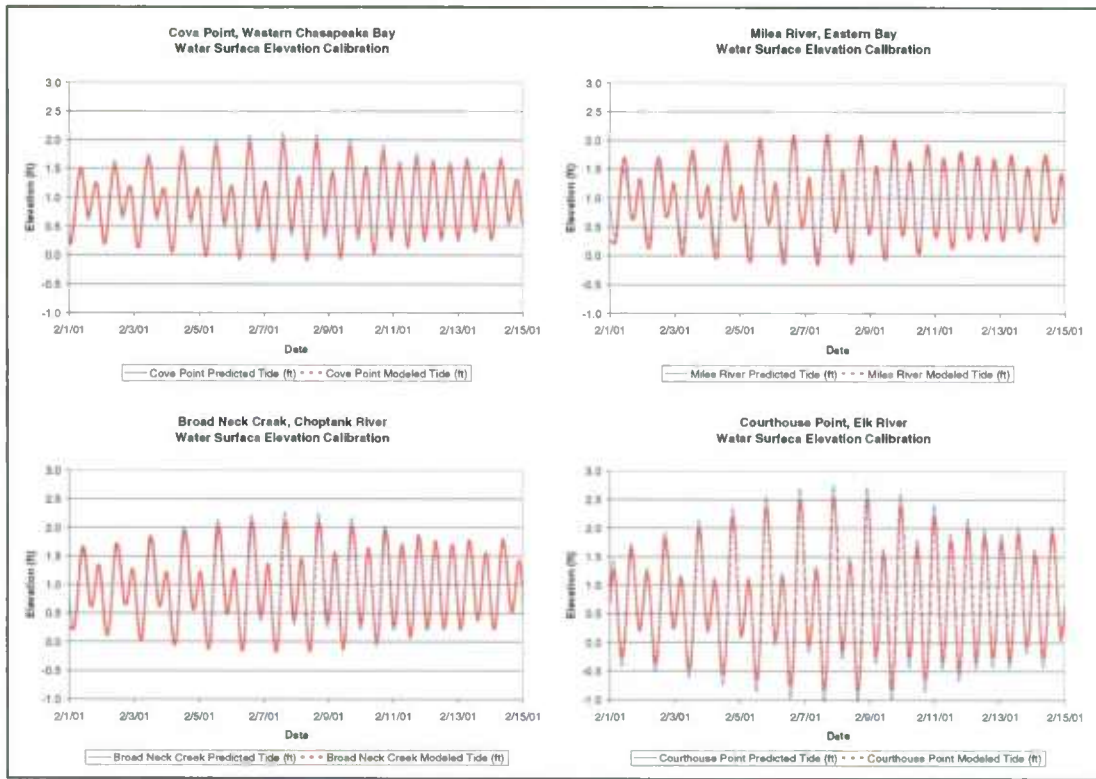 Cova Point, Wastarn Chasapaaka Bay
Watar Surfaca Elavation Calibration
3.0
2.5
2.0
1.5
1.0
0.5
0.0
-0.5
-1.0
Elevation (ft)
2/1/01 2/3/01 2/5/01 2/7/01 2/9/01 2/11/01 2/13/01 2/15/01
Date
Cove Point Predicted Tide (ft) Cove Point Modeled Tide (ft)
Milea River, Eastern Bay
Wetar Surface Elevation Calibration
3.0
2.5
2.0
1.5
1.0
0.5
0.0
-0.5
-1.0
Elevation (ft)
2/1/01 2/3/01 2/5/01 2/7/01 2/9/01 2/11/01 2/13/01 2/15/01
Date
Miles River Predicted Tide (ft) Miles River Modeled Tide (ft)
Broad Neck Craak, Choptank River
Water Surface Elevation Calibration
3.0
2.5
2.0
1.5
1.0
0.5
0.0
-0.5
-1.0
Elevation (ft)
2/1/01 2/3/01 2/5/01 2/7/01 2/9/01 2/11/01 2/13/01 2/15/01
Date
Broad Neck Creek Predicted Tide (ft) Broad Neck Creek Modeled Tide (ft)
Courthouse Point, Elk River
Watar Surface Elevation Calibration
3.0
2.5
2.0
1.5
1.0
0.5
0.0
-0.5
-1.0
Elevation (ft)
2/1/01 2/3/01 2/5/01 2/7/01 2/9/01 2/11/01 2/13/01 2/15/01
Date
Courthouse Point Predicted Tide (ft) Courthouse Point Modeled Tide (ft)